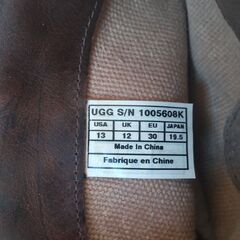 UGG S/N 1005608K
USA UK EU JAPAN
13 12 30 19.5
Made In China
Fabrique en Chine